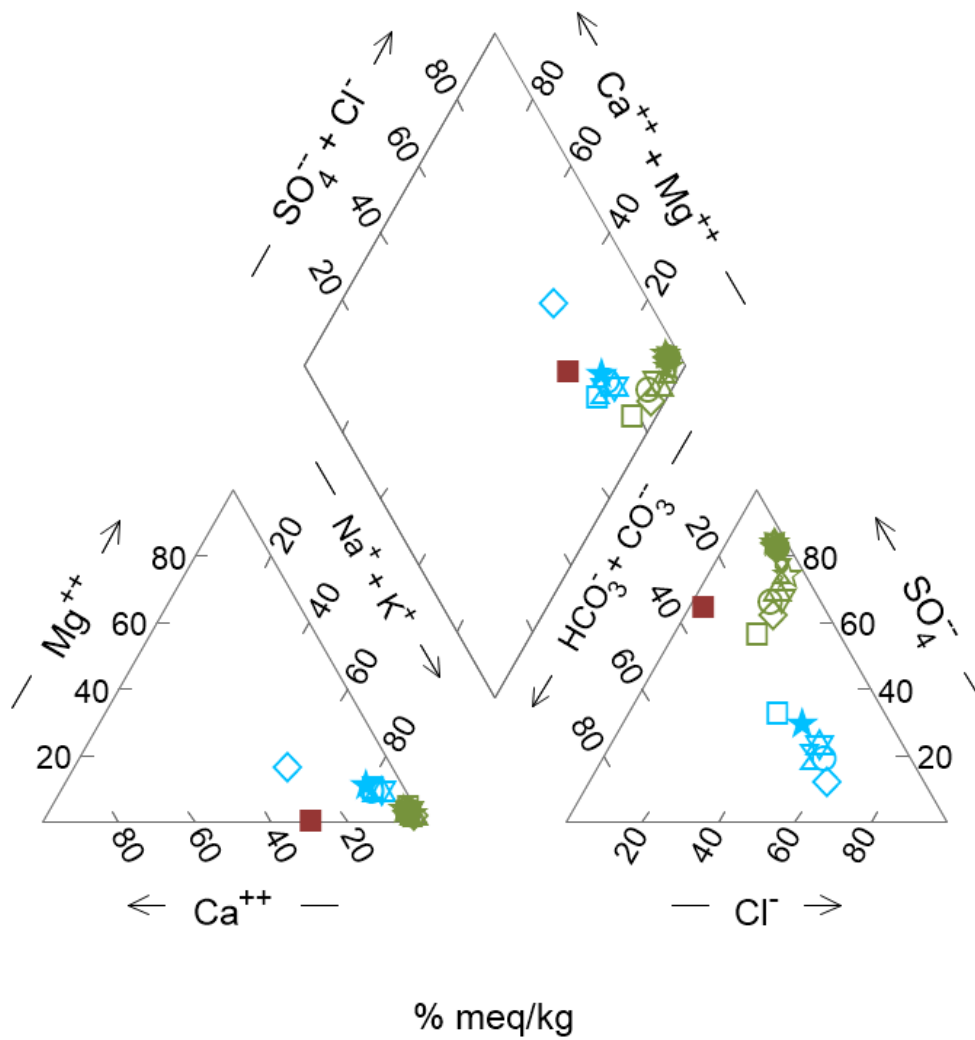 SO₄⁻⁻ + Cl⁻
Ca⁺⁺ + Mg⁺⁺
80
60
40
20
80
60
40
20
Mg⁺⁺
Na⁺ + K⁺
HCO₃⁻ + CO₃⁻⁻
SO₄⁻⁻
80
60
40
20
20
40
60
80
20
40
60
80
80
60
40
20
80 60 40 20
20 40 60 80
Ca⁺⁺
Cl⁻
% meq/kg